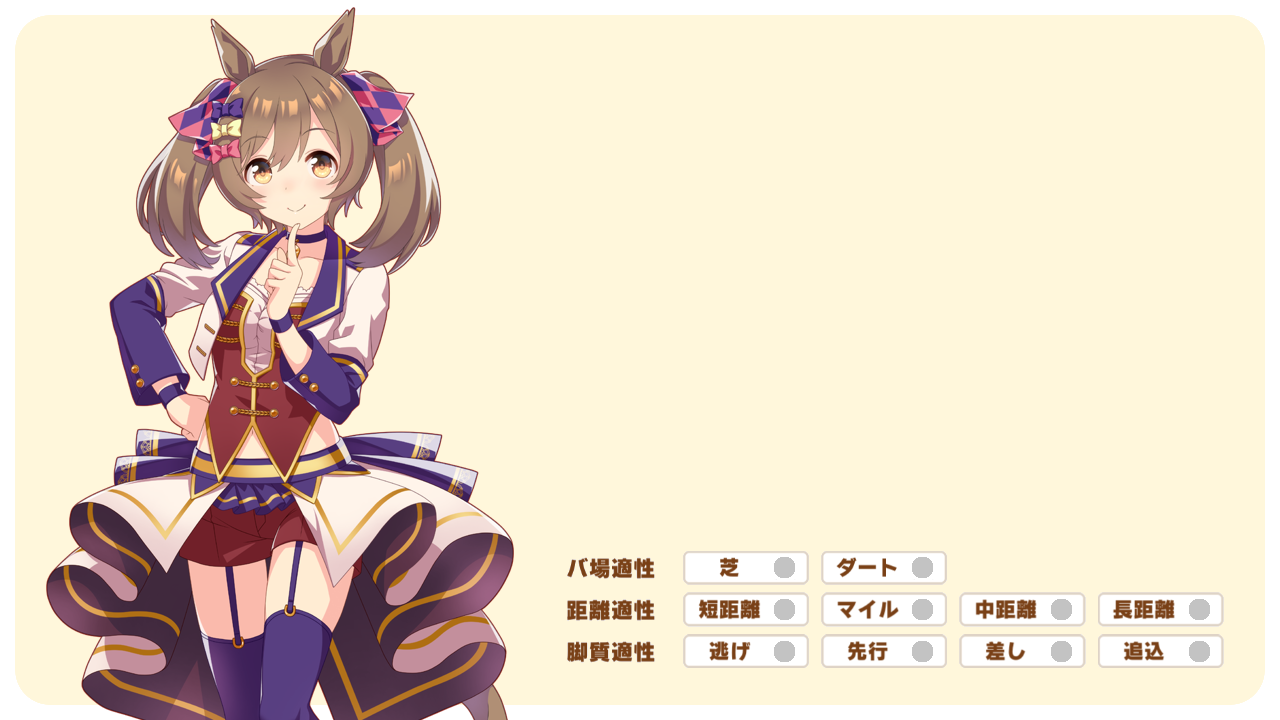 バ場適性 芝 ダート
距離適性 短距離 マイル 中距離 長距離
脚質適性 逃げ 先行 差し 追込